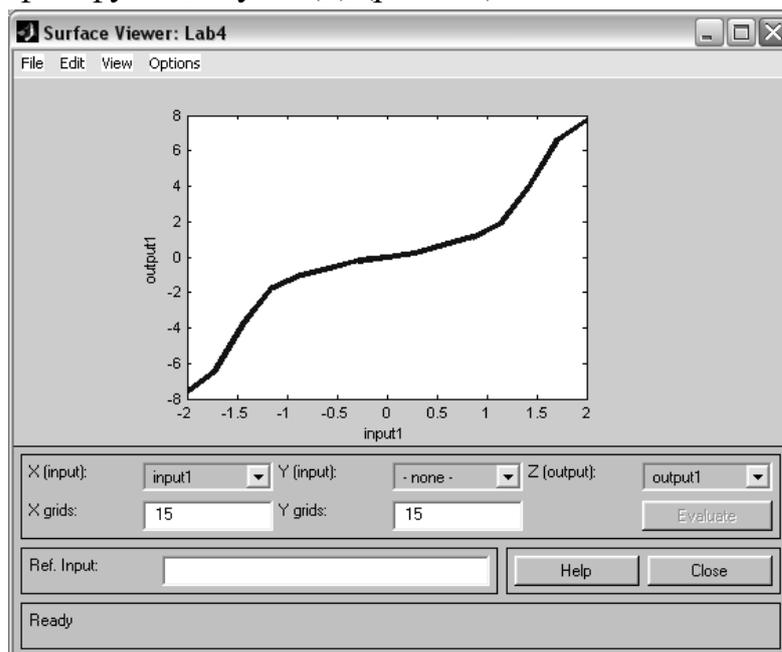 Surface Viewer: Lab4
File Edit View Options
8
6
4
2
0
-2
-4
-6
-8
output1
-2 -1.5 -1 -0.5 0 0.5 1 1.5 2
input1
X (input): input1 Y (input): - none - Z (output): output1
X grids: 15 Y grids: 15 Evaluate
Ref. Input: Help Close
Ready